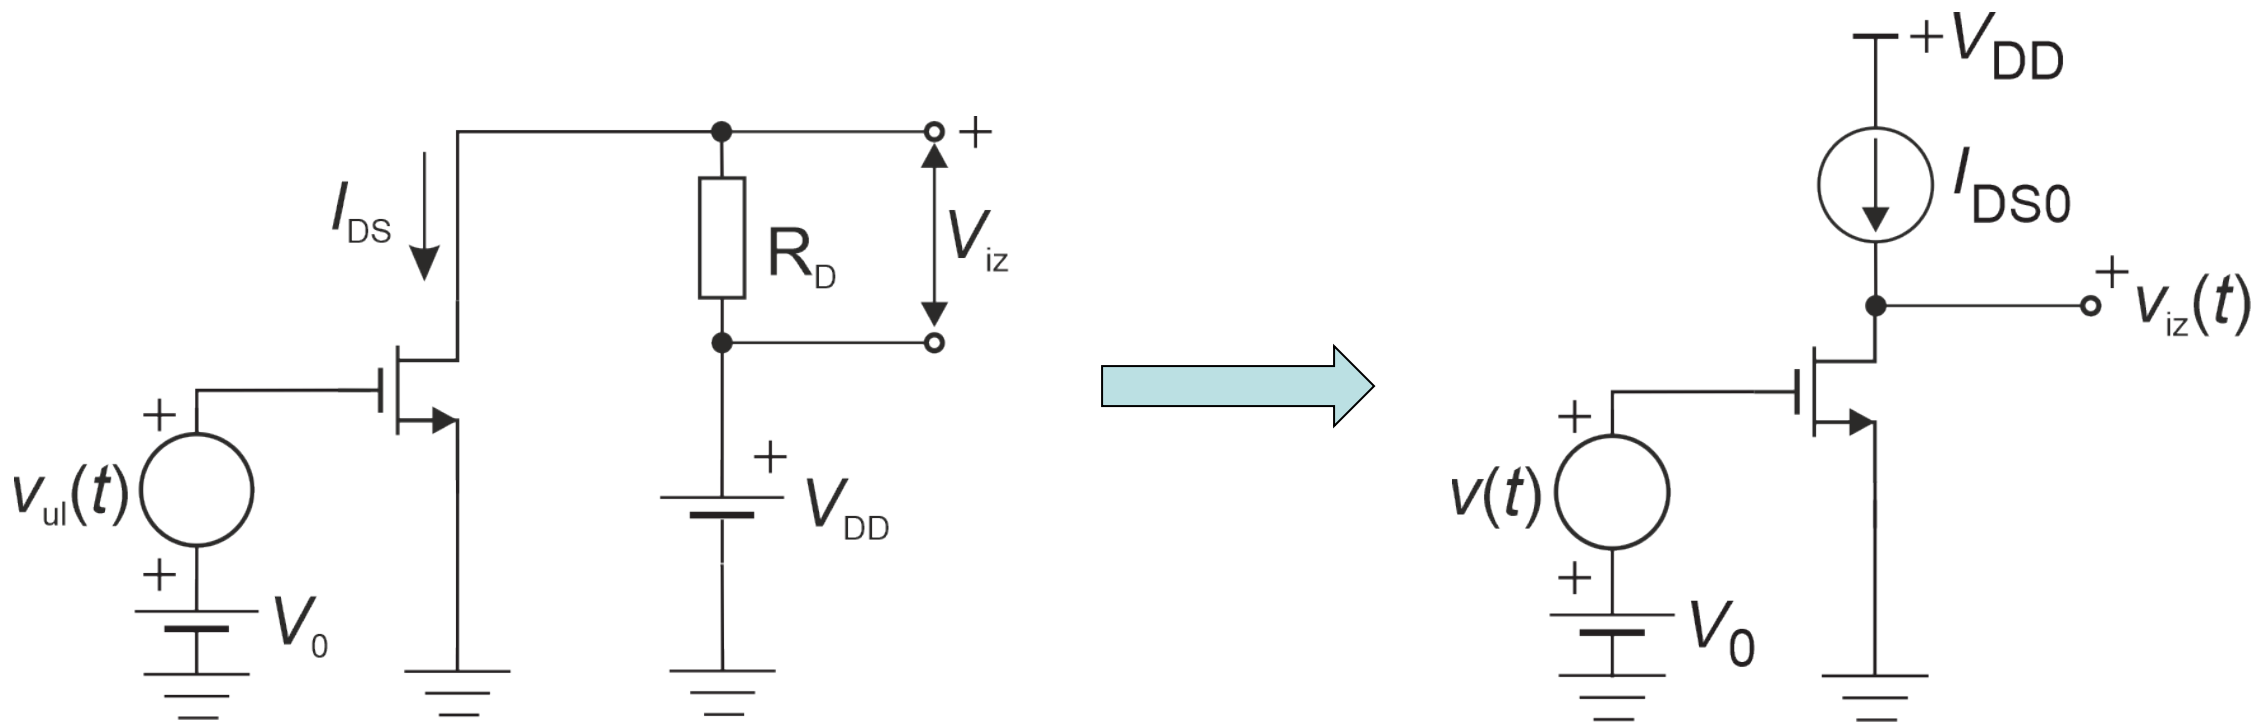 I_DS
R_D
+
V_iz
v_ul(t)
+
+
V_0
+
V_DD
+V_DD
I_DS0
+
v_iz(t)
v(t)
+
+
V_0